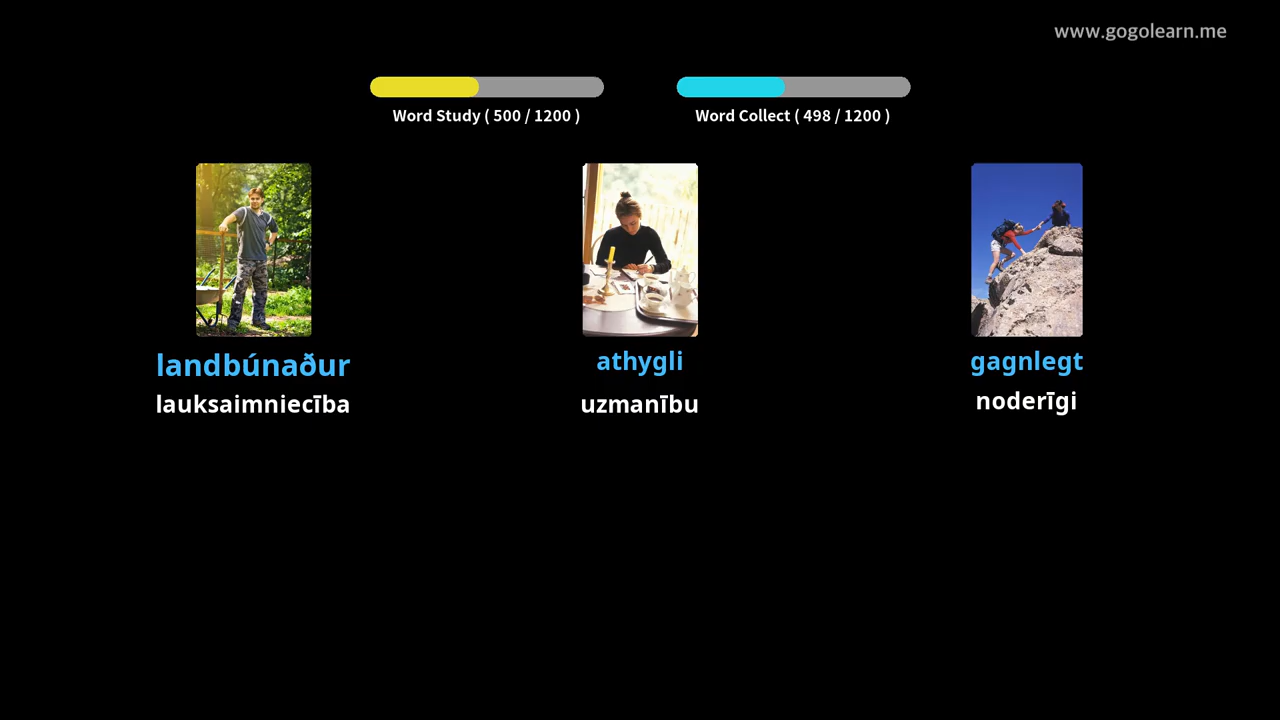 www.gogolearn.me
Word Study ( 500 / 1200 )
Word Collect ( 498 / 1200 )
landbúnaður
lauksaimniecība
athygli
uzmanību
gagnlegt
noderīgi